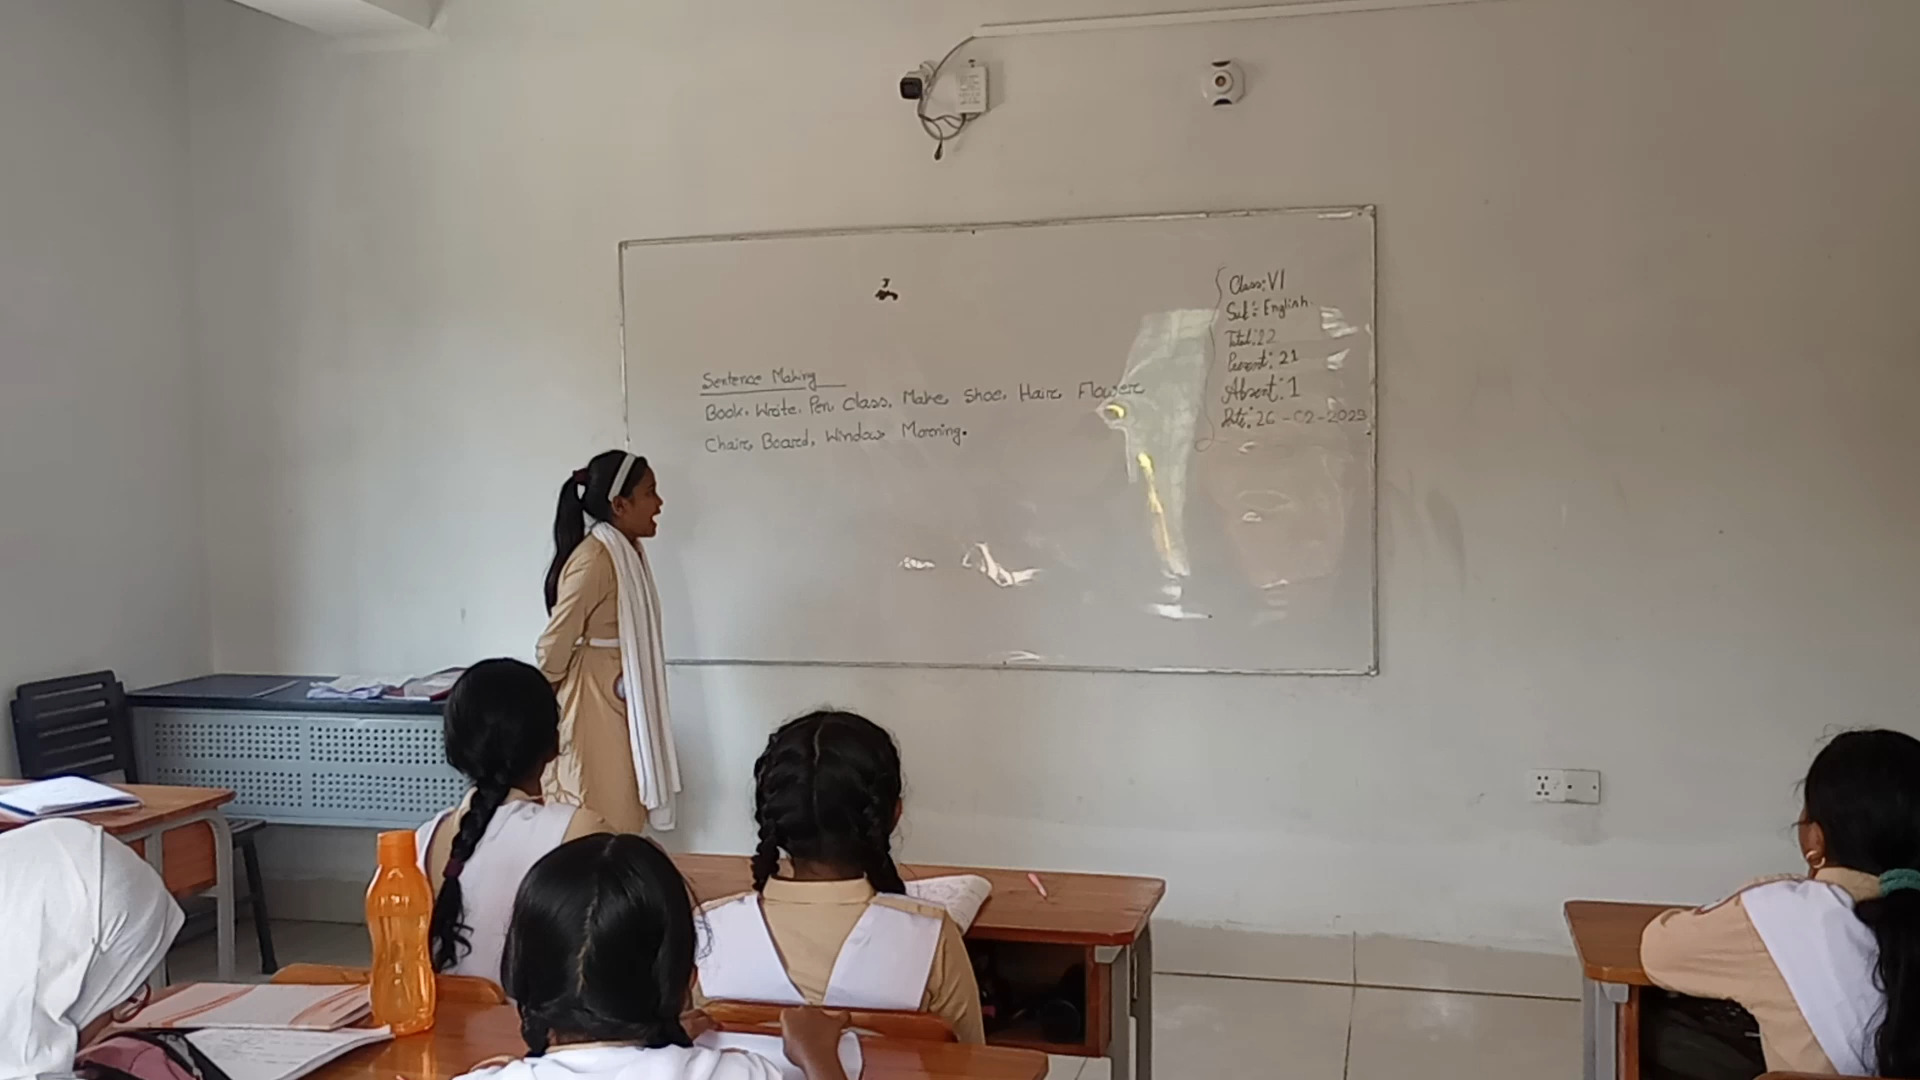 Sentence Making
Book, Write, Pen, Class, Make, Shoe, Hair, Flower
Chair, Board, Window, Morning.
Class: VI
Sub: English
Total: 22
Present: 21
Absent: 1
Date: 26-02-2023